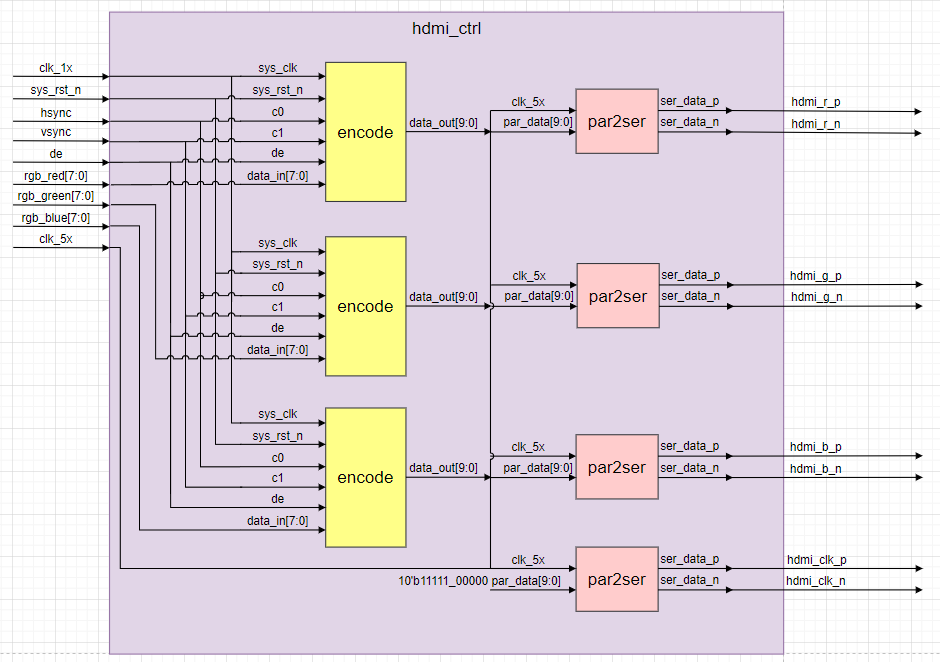 hdmi_ctrl
clk_1x
sys_rst_n
hsync
vsync
de
rgb_red[7:0]
rgb_green[7:0]
rgb_blue[7:0]
clk_5x
sys_clk
sys_rst_n
c0
c1
de
data_in[7:0]
encode
data_out[9:0]
clk_5x
par_data[9:0]
par2ser
ser_data_p
ser_data_n
hdmi_r_p
hdmi_r_n
sys_clk
sys_rst_n
c0
c1
de
data_in[7:0]
encode
data_out[9:0]
clk_5x
par_data[9:0]
par2ser
ser_data_p
ser_data_n
hdmi_g_p
hdmi_g_n
sys_clk
sys_rst_n
c0
c1
de
data_in[7:0]
encode
data_out[9:0]
clk_5x
par_data[9:0]
par2ser
ser_data_p
ser_data_n
hdmi_b_p
hdmi_b_n
clk_5x
10'b11111_00000 par_data[9:0]
par2ser
ser_data_p
ser_data_n
hdmi_clk_p
hdmi_clk_n